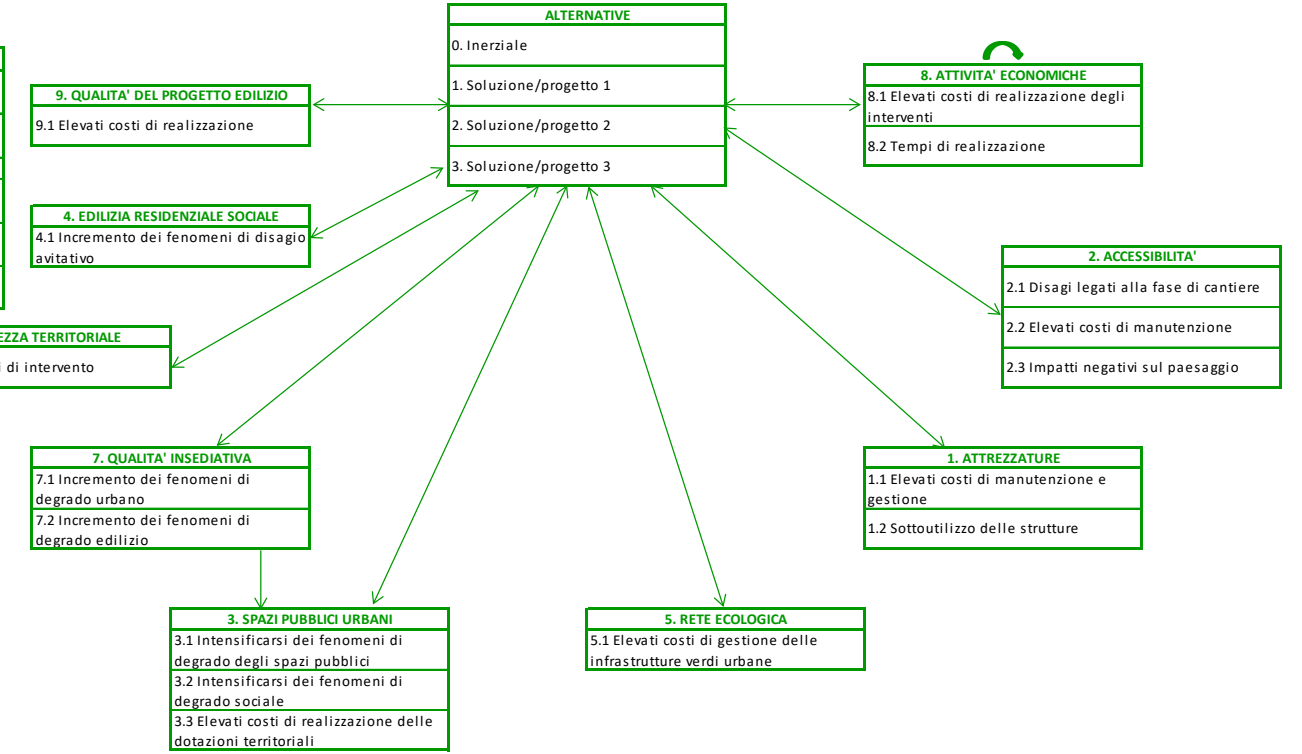 ALTERNATIVE
0. Inerziale
1. Soluzione/progetto 1
2. Soluzione/progetto 2
3. Soluzione/progetto 3
9. QUALITA' DEL PROGETTO EDILIZIO
9.1 Elevati costi di realizzazione
8. ATTIVITA' ECONOMICHE
8.1 Elevati costi di realizzazione degli
interventi
8.2 Tempi di realizzazione
4. EDILIZIA RESIDENZIALE SOCIALE
4.1 Incremento dei fenomeni di disagio
avitativo
2. ACCESSIBILITA'
2.1 Disagi legati alla fase di cantiere
2.2 Elevati costi di manutenzione
2.3 Impatti negativi sul paesaggio
EZZA TERRITORIALE
i di intervento
7. QUALITA' INSEDIATIVA
7.1 Incremento dei fenomeni di
degrado urbano
7.2 Incremento dei fenomeni di
degrado edilizio
1. ATTREZZATURE
1.1 Elevati costi di manutenzione e
gestione
1.2 Sottoutilizzo delle strutture
3. SPAZI PUBBLICI URBANI
3.1 Intensificarsi dei fenomeni di
degrado degli spazi pubblici
3.2 Intensificarsi dei fenomeni di
degrado sociale
3.3 Elevati costi di realizzazione delle
dotazioni territoriali
5. RETE ECOLOGICA
5.1 Elevati costi di gestione delle
infrastrutture verdi urbane